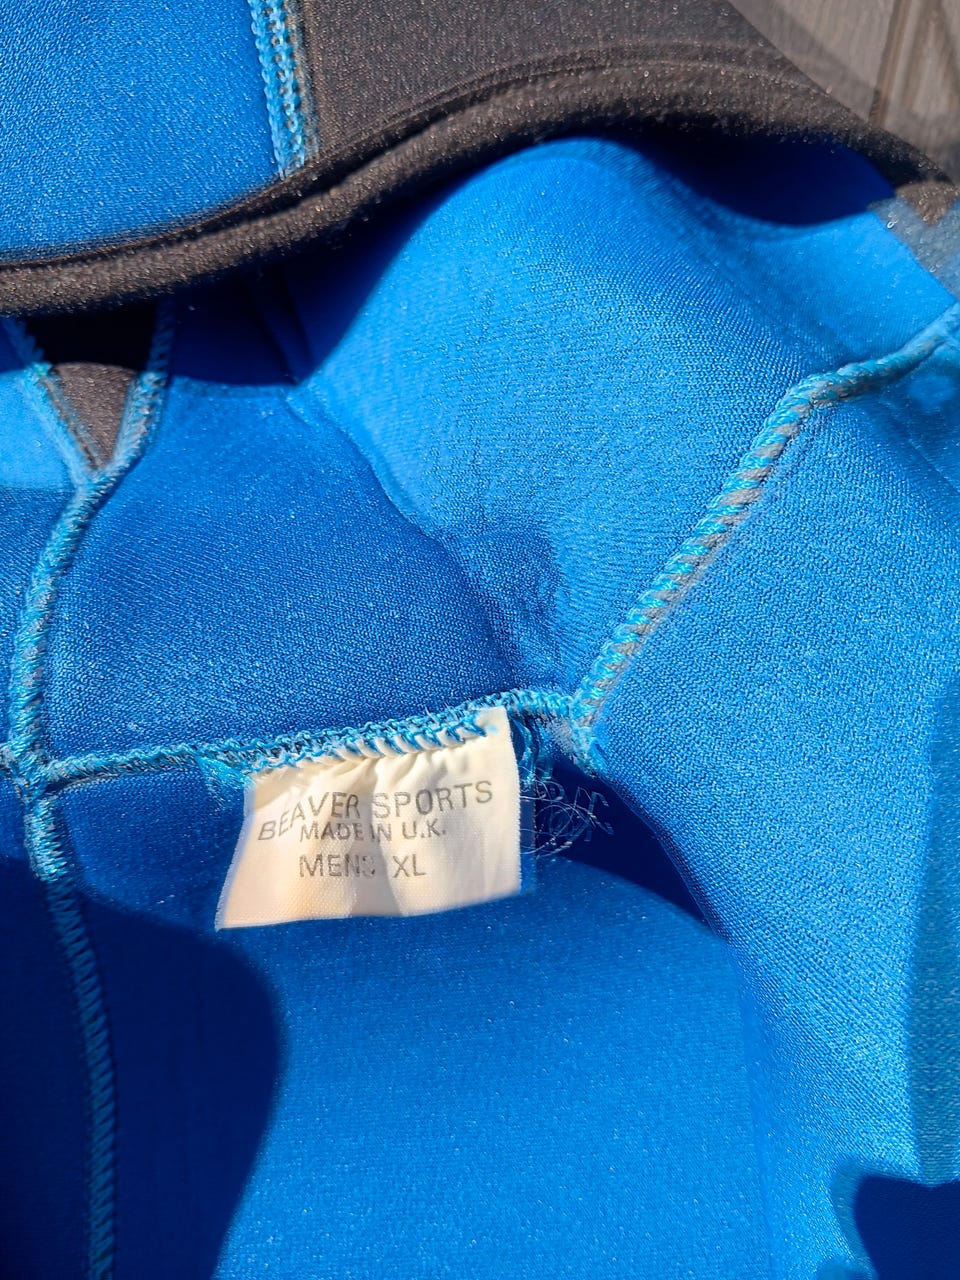 BEAVER SPORTS
MADE IN U.K.
MENS XL